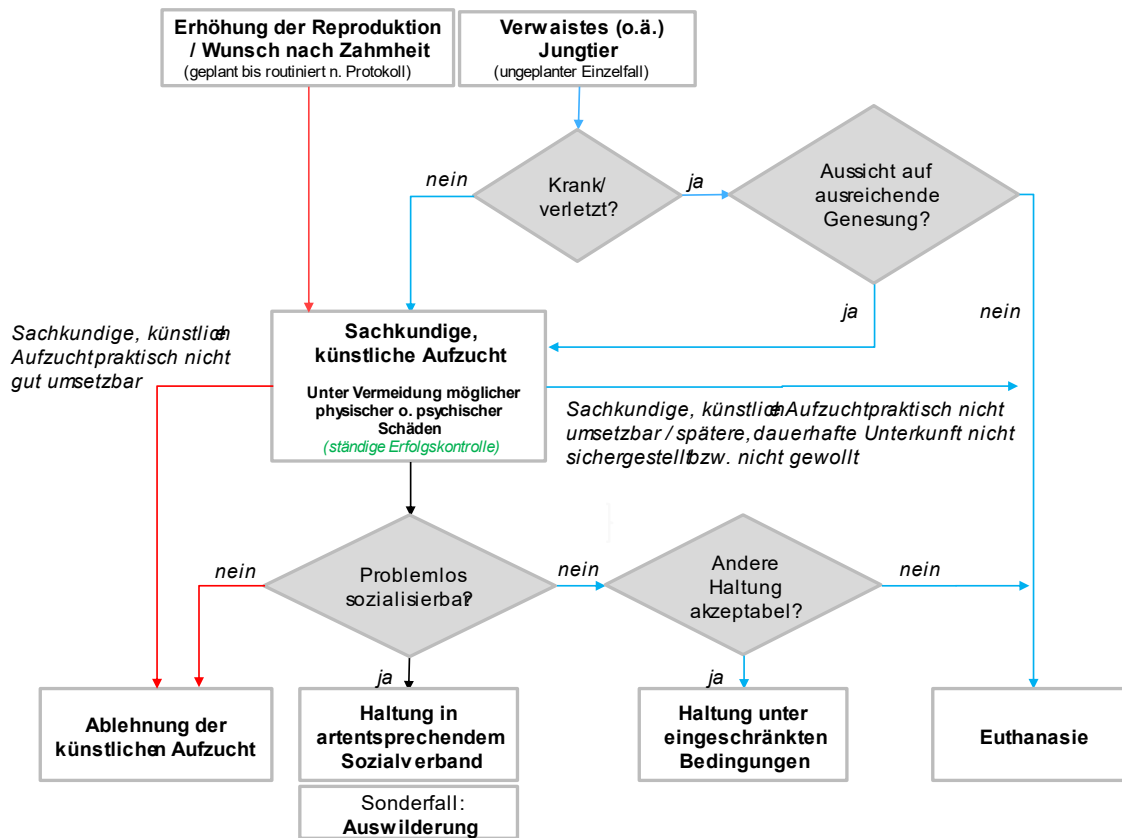 Erhöhung der Reproduktion
/ Wunsch nach Zahmheit
(geplant bis routiniert n. Protokoll)
Verwaistes (o.ä.)
Jungtier
(ungeplanter Einzelfall)
nein
Krank/
verletzt?
ja
Aussicht auf
ausreichende
Genesung?
ja
nein
Sachkundige, künstliche
Aufzucht praktisch nicht
gut umsetzbar
Sachkundige,
künstliche Aufzucht
Unter Vermeidung möglicher
physischer o. psychischer
Schäden
(ständige Erfolgskontrolle)
Sachkundige, künstliche Aufzucht praktisch nicht
umsetzbar / spätere, dauerhafte Unterkunft nicht
sichergestellt bzw. nicht gewollt
nein
Problemlos
sozialisierbar?
nein
Andere
Haltung
akzeptabel?
nein
ja
ja
Ablehnung der
künstlichen Aufzucht
Haltung in
artentsprechendem
Sozialverband
Haltung unter
eingeschränkten
Bedingungen
Euthanasie
Sonderfall:
Auswilderung